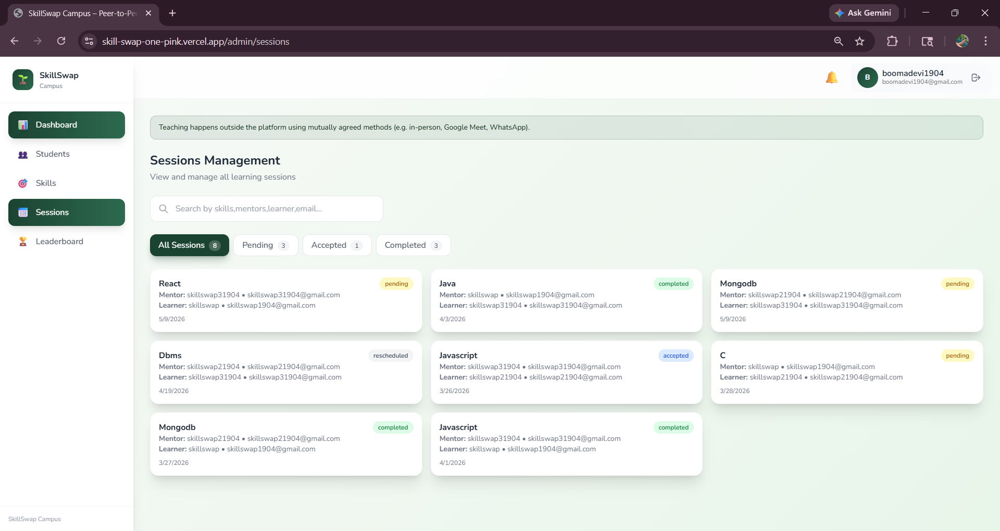 SkillSwap Campus – Peer-to-Pe
Ask Gemini
skill-swap-one-pink.vercel.app/admin/sessions
SkillSwap
Campus
boomadevi1904
B
boomadevi1904@gmail.com
Dashboard
Students
Skills
Sessions
Leaderboard
Teaching happens outside the platform using mutually agreed methods (e.g. in-person, Google Meet, WhatsApp).
Sessions Management
View and manage all learning sessions
Search by skills,mentors,learner,email...
All Sessions 8 Pending 3 Accepted 1 Completed 3
React pending
Mentor: skillswap31904 • skillswap31904@gmail.com
Learner: skillswap • skillswap1904@gmail.com
5/9/2026
Java completed
Mentor: skillswap • skillswap1904@gmail.com
Learner: skillswap31904 • skillswap31904@gmail.com
4/3/2026
Mongodb pending
Mentor: skillswap21904 • skillswap21904@gmail.com
Learner: skillswap31904 • skillswap31904@gmail.com
5/9/2026
Dbms rescheduled
Mentor: skillswap21904 • skillswap21904@gmail.com
Learner: skillswap31904 • skillswap31904@gmail.com
4/19/2026
Javascript accepted
Mentor: skillswap31904 • skillswap31904@gmail.com
Learner: skillswap21904 • skillswap21904@gmail.com
3/26/2026
C pending
Mentor: skillswap • skillswap1904@gmail.com
Learner: skillswap21904 • skillswap21904@gmail.com
3/28/2026
Mongodb completed
Mentor: skillswap21904 • skillswap21904@gmail.com
Learner: skillswap • skillswap1904@gmail.com
3/27/2026
Javascript completed
Mentor: skillswap31904 • skillswap31904@gmail.com
Learner: skillswap • skillswap1904@gmail.com
4/1/2026
SkillSwap Campus